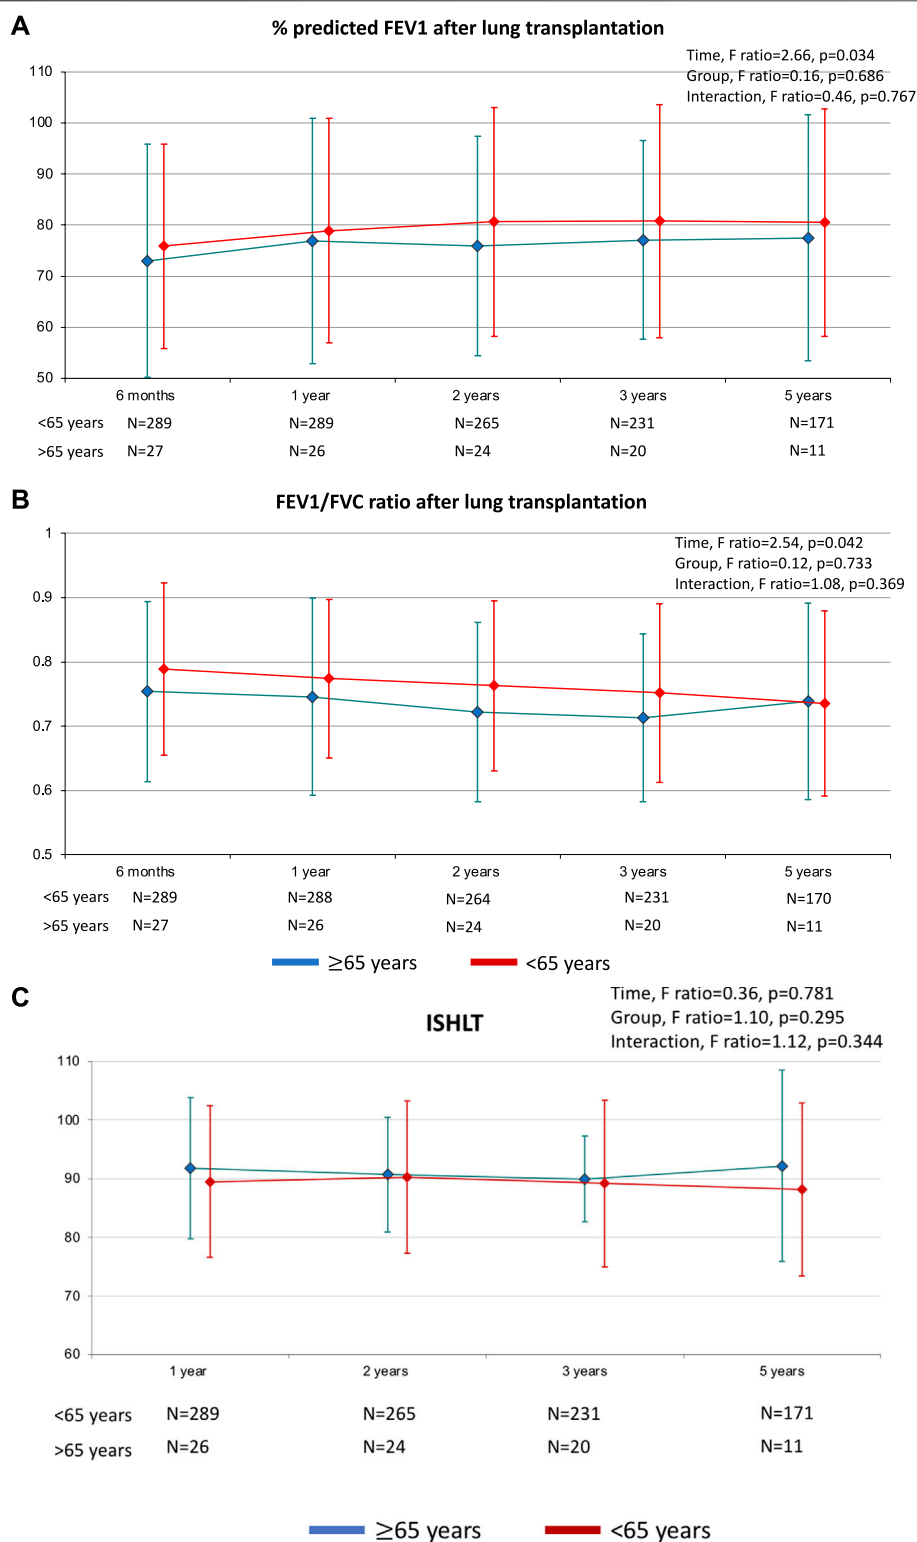 A
% predicted FEV1 after lung transplantation
Time, F ratio=2.66, p=0.034
Group, F ratio=0.16, p=0.686
Interaction, F ratio=0.46, p=0.767
110
100
90
80
70
60
50
6 months 1 year 2 years 3 years 5 years
<65 years N=289 N=289 N=265 N=231 N=171
>65 years N=27 N=26 N=24 N=20 N=11
B
FEV1/FVC ratio after lung transplantation
Time, F ratio=2.54, p=0.042
Group, F ratio=0.12, p=0.733
Interaction, F ratio=1.08, p=0.369
1
0.9
0.8
0.7
0.6
0.5
6 months 1 year 2 years 3 years 5 years
<65 years N=289 N=288 N=264 N=231 N=170
>65 years N=27 N=26 N=24 N=20 N=11
≥65 years <65 years
C
ISHLT
Time, F ratio=0.36, p=0.781
Group, F ratio=1.10, p=0.295
Interaction, F ratio=1.12, p=0.344
110
100
90
80
70
60
1 year 2 years 3 years 5 years
<65 years N=289 N=265 N=231 N=171
>65 years N=26 N=24 N=20 N=11
≥65 years <65 years